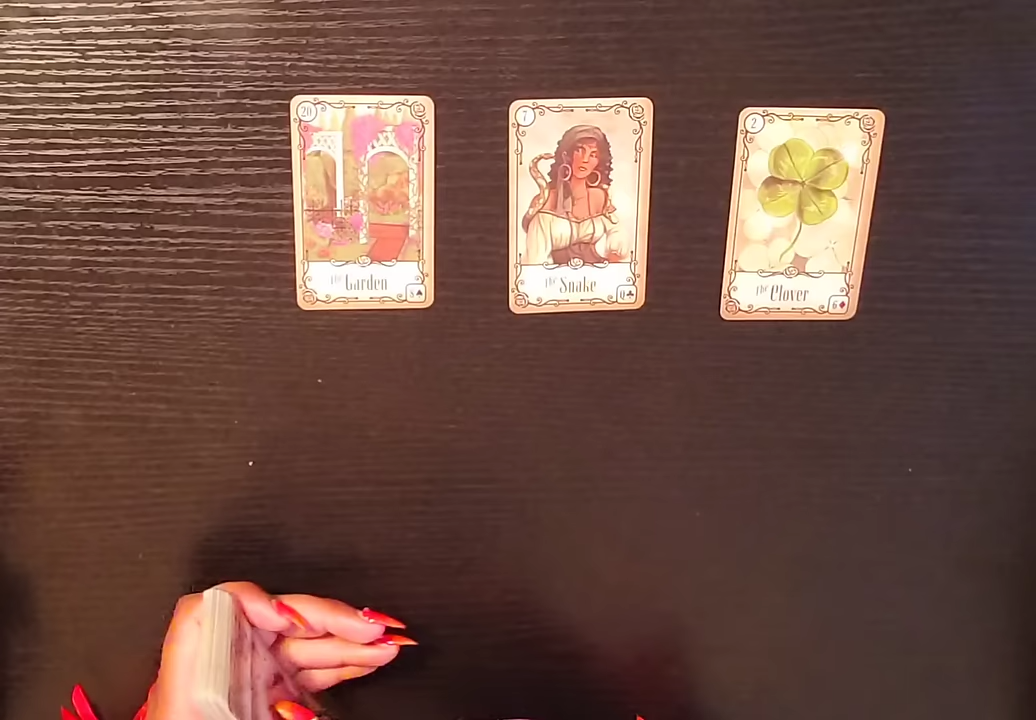 20
the Garden
8♠
7
the Snake
Q♣
2
the Clover
6♦